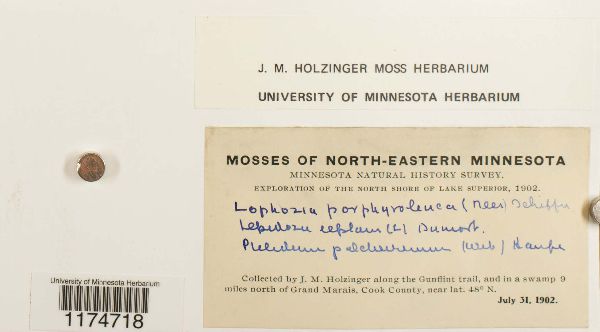 J. M. HOLZINGER MOSS HERBARIUM
UNIVERSITY OF MINNESOTA HERBARIUM
MOSSES OF NORTH-EASTERN MINNESOTA
MINNESOTA NATURAL HISTORY SURVEY.
EXPLORATION OF THE NORTH SHORE OF LAKE SUPERIOR, 1902.
Lophozia porphyroleuca (Nees) Schiffn
Lepidozia reptans (L) Dumort.
Ptilidium pulcherrimum (Web) Hampe
Collected by J. M. Holzinger along the Gunflint trail, and in a swamp 9
miles north of Grand Marais, Cook County, near lat. 48° N.
July 31, 1902.
University of Minnesota Herbarium
1174718